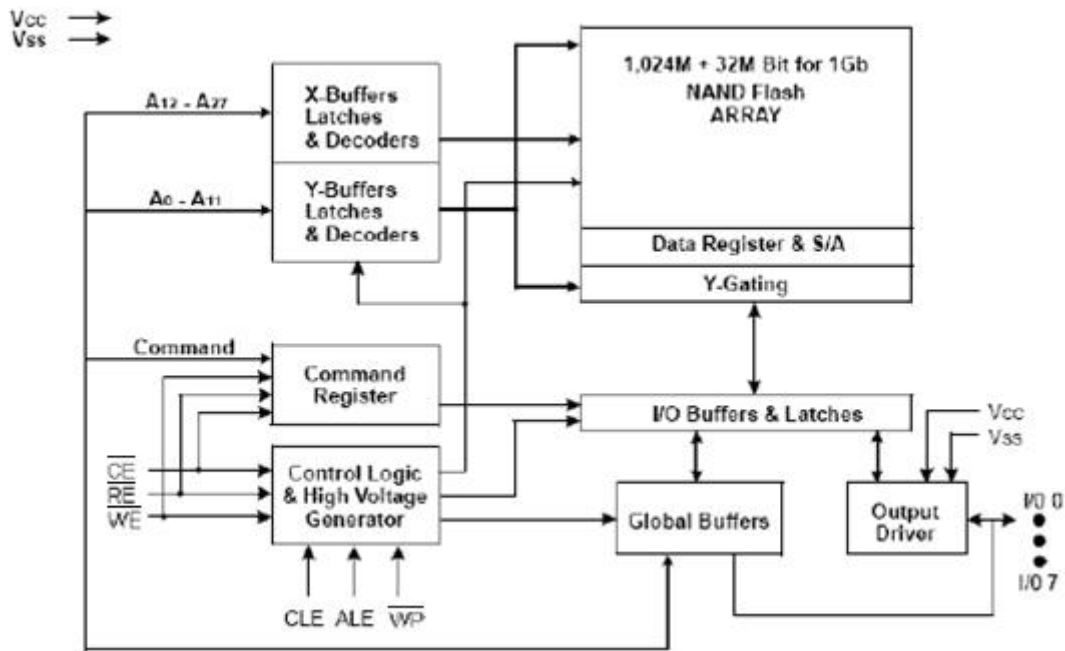 Vcc
Vss
1,024M + 32M Bit for 1Gb
NAND Flash
ARRAY
X-Buffers
Latches
& Decoders
A12 - A27
Y-Buffers
Latches
& Decoders
A0 - A11
Data Register & S/A
Y-Gating
Command
Command
Register
I/O Buffers & Latches
Vcc
Vss
CE
RE
WE
Control Logic
& High Voltage
Generator
Global Buffers
Output
Driver
I/O 0
I/O 7
CLE ALE WP